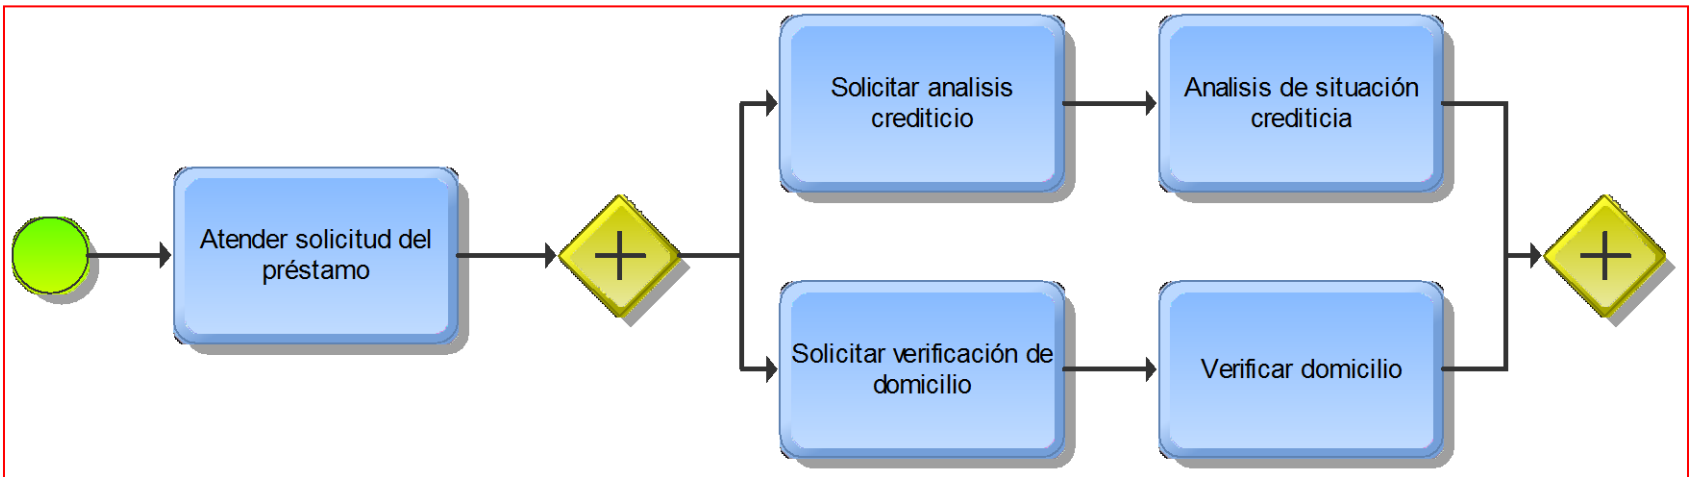 Atender solicitud del
préstamo
Solicitar analisis
crediticio
Analisis de situación
crediticia
Solicitar verificación de
domicilio
Verificar domicilio